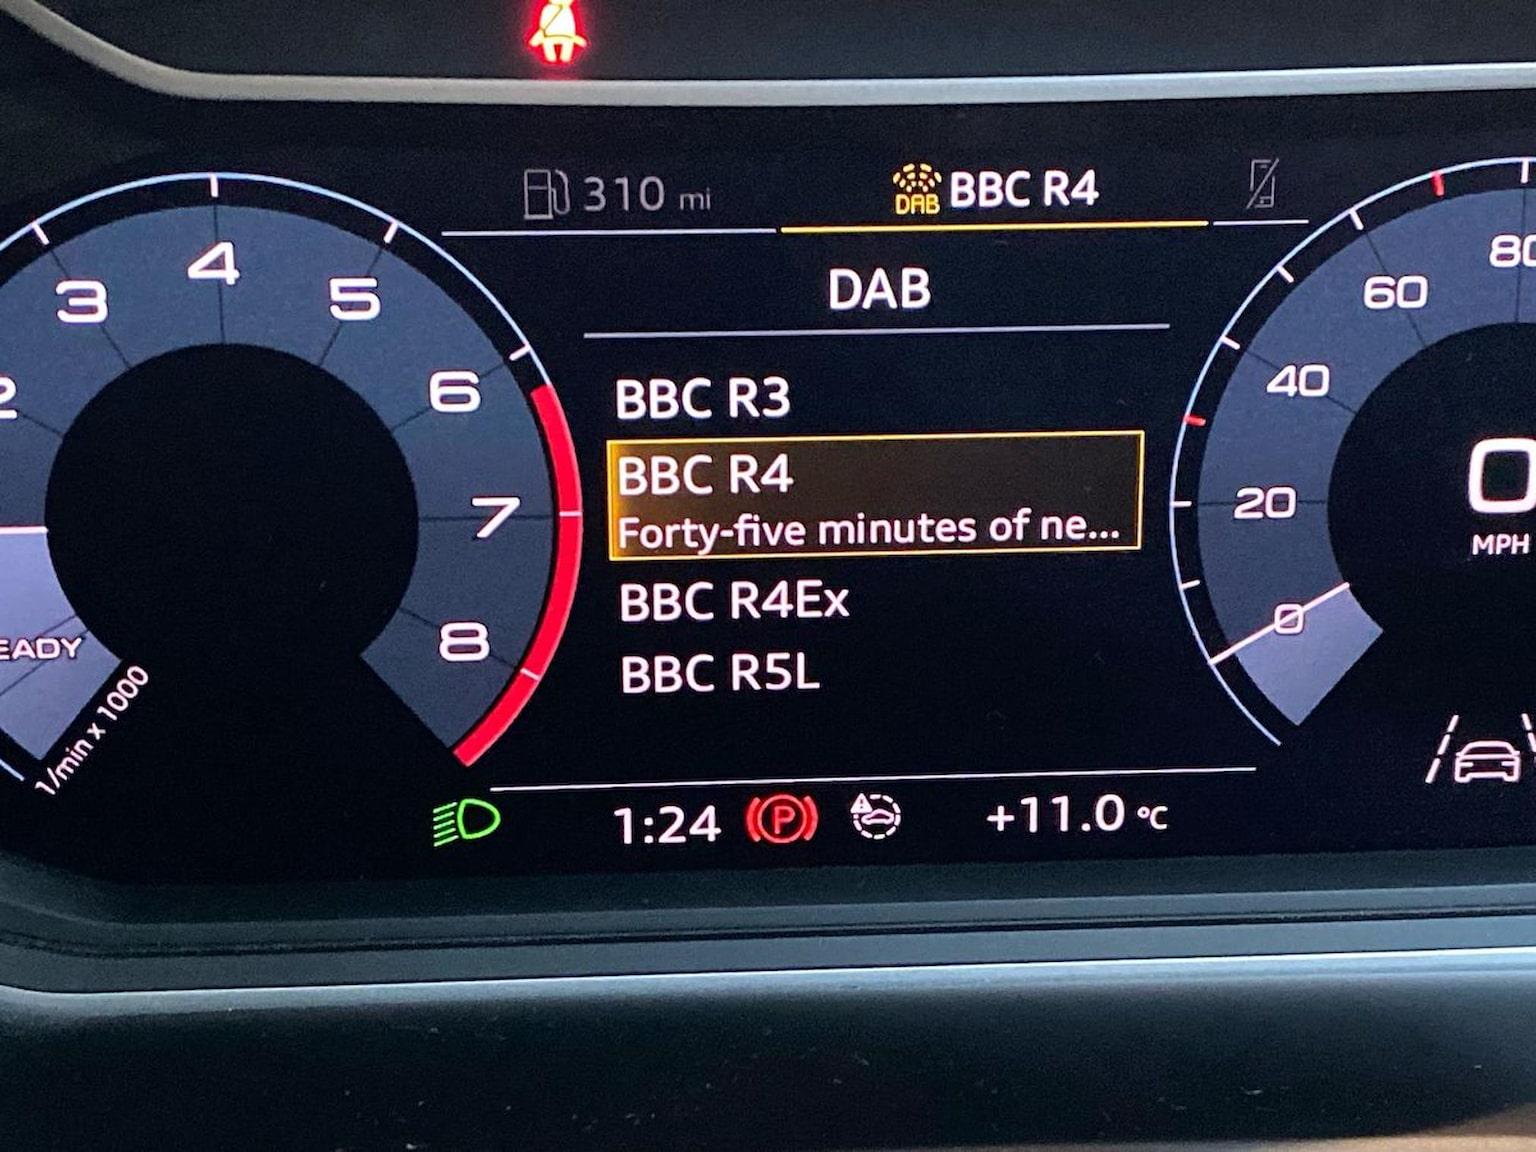 310 mi
DAB BBC R4
DAB
BBC R3
BBC R4
Forty-five minutes of ne...
BBC R4Ex
BBC R5L
1:24
P
+11.0 °C
2
3
4
5
6
7
8
1/min x 1000
0
20
40
60
80
0
MPH